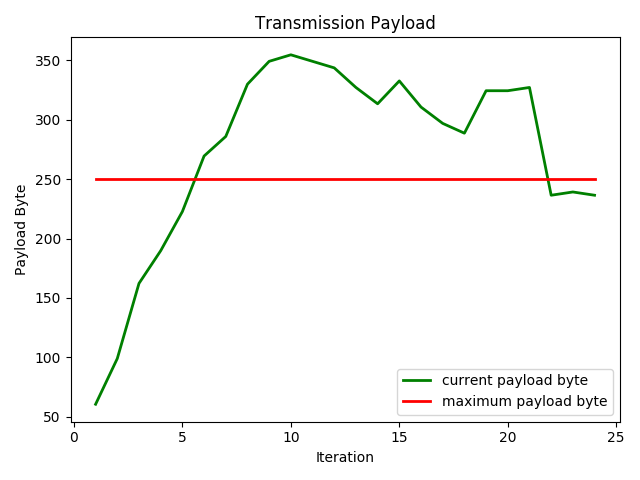 Transmission Payload
Payload Byte
350
300
250
200
150
100
50
0
5
10
15
20
25
Iteration
current payload byte
maximum payload byte